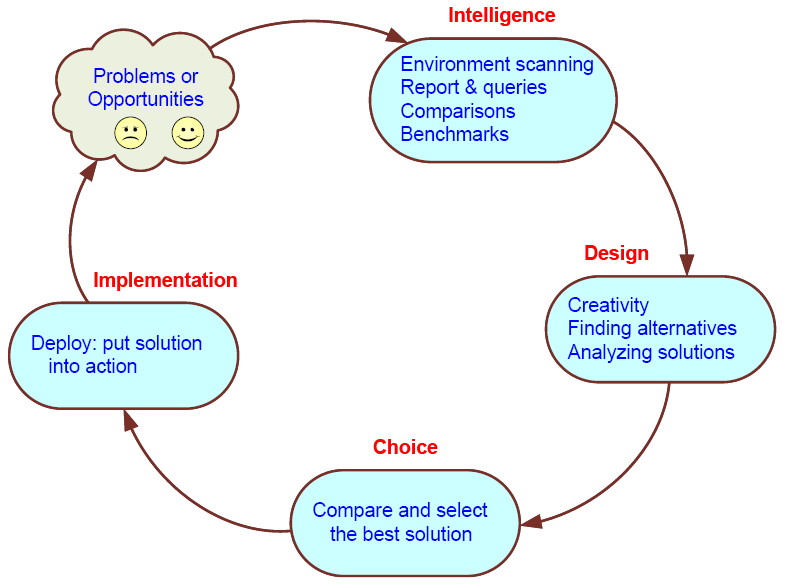 Problems or
Opportunities
Intelligence
Environment scanning
Report & queries
Comparisons
Benchmarks
Design
Creativity
Finding alternatives
Analyzing solutions
Choice
Compare and select
the best solution
Implementation
Deploy: put solution
into action